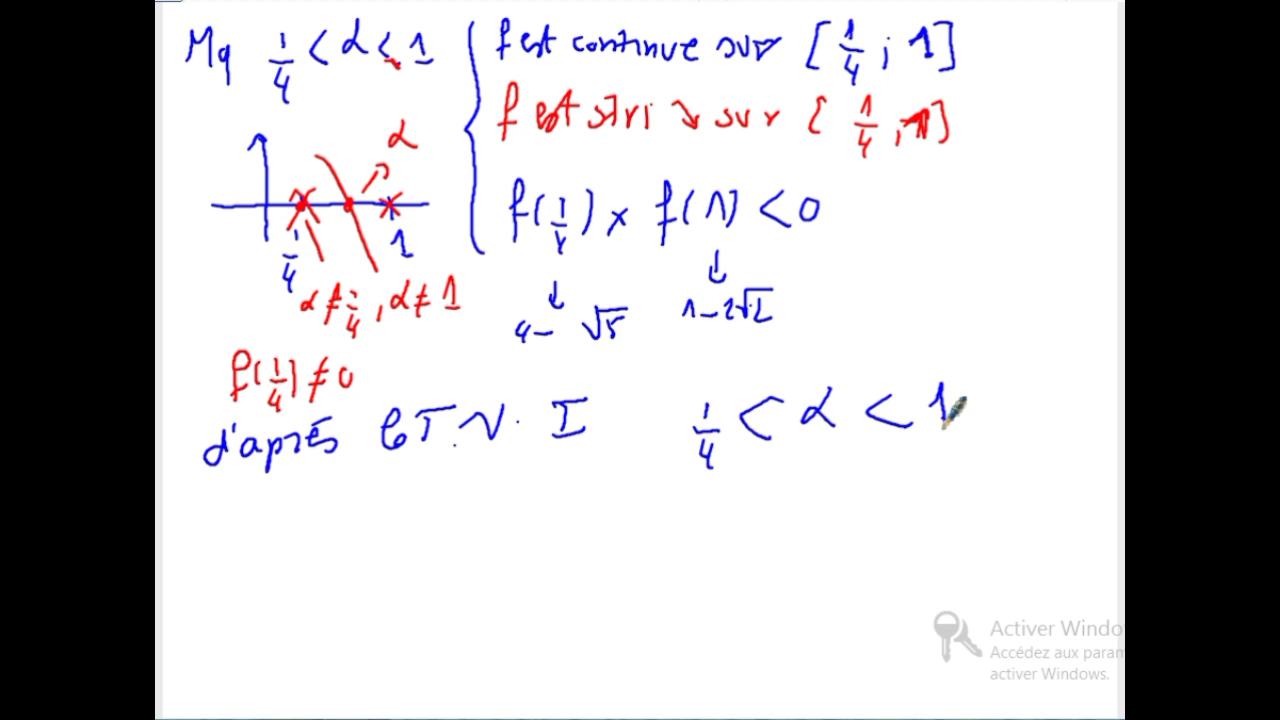 Mq 1/4 < α < 1 { f est continue sur [1/4 ; 1]
f est stri ↘ sur [1/4, 1]
α
f(1/4) × f(1) < 0
1/4 1
α ≠ 1/4, α ≠ 1
4 - √5 1 - 2√2
f(1/4) ≠ 0
d'après le T.V.I 1/4 < α < 1
Activer Windo
Accédez aux param
activer Windows.